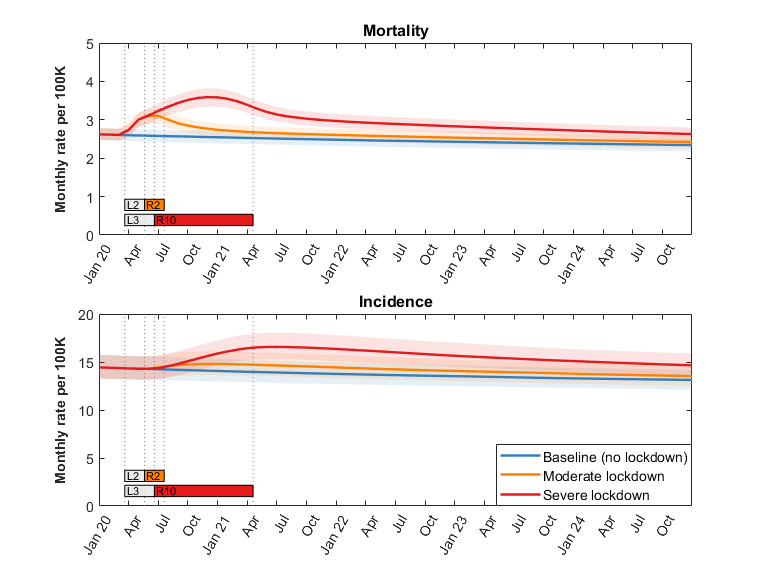 Mortality
Monthly rate per 100K
5
4
3
2
1
0
L2 R2
L3 R10
Jan 20 Apr Jul Oct Jan 21 Apr Jul Oct Jan 22 Apr Jul Oct Jan 23 Apr Jul Oct Jan 24 Apr Jul Oct
Incidence
Monthly rate per 100K
20
15
10
5
0
L2 R2
L3 R10
Baseline (no lockdown)
Moderate lockdown
Severe lockdown
Jan 20 Apr Jul Oct Jan 21 Apr Jul Oct Jan 22 Apr Jul Oct Jan 23 Apr Jul Oct Jan 24 Apr Jul Oct